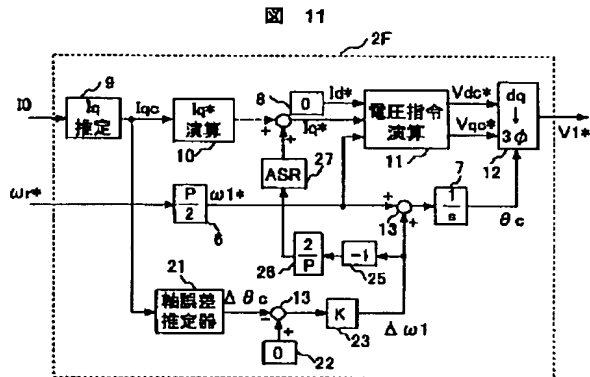 図 11
2F
9
I0
Iq
推定
Iqc
Iq*
演算
10
8
0
Id*
Iq*
電圧指令
演算
11
Vdc*
Vqc*
dq
↓
3φ
12
V1*
27
ASR
ωr*
P
2
6
ω1*
13
7
1
s
θc
2
P
26
-1
25
21
軸誤差
推定器
Δθc
13
K
23
Δω1
0
22